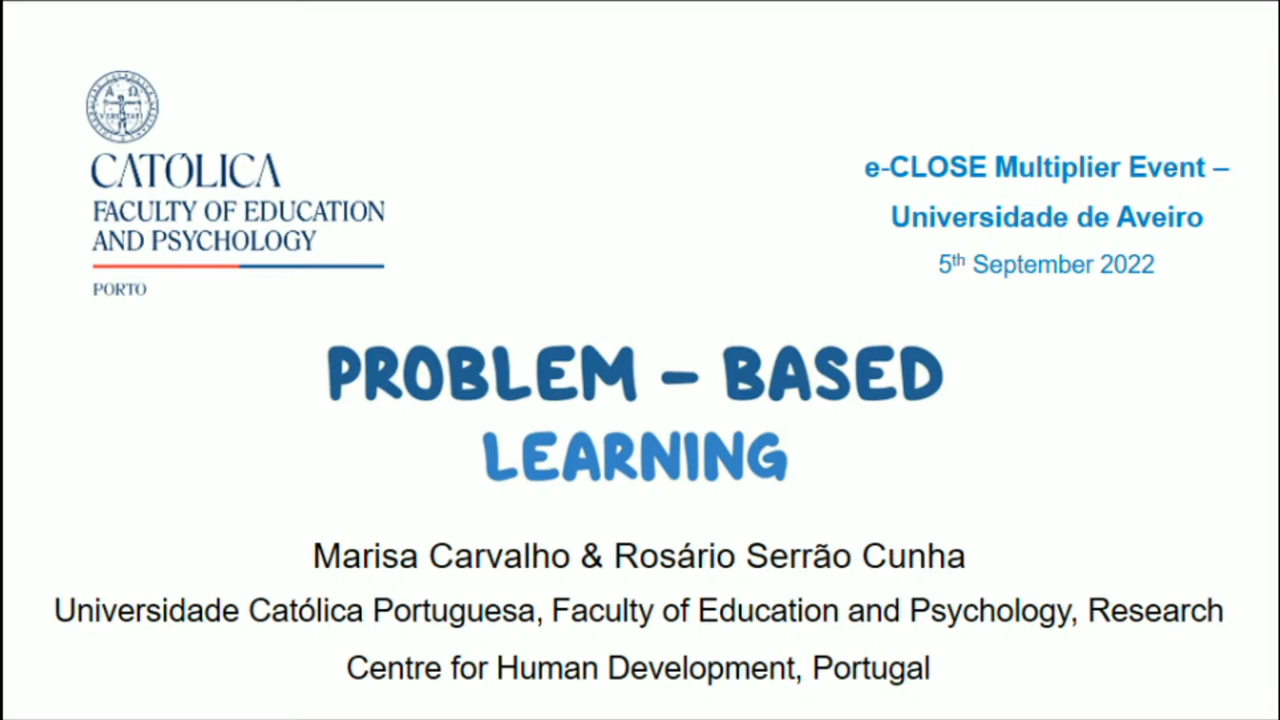 CATÓLICA
FACULTY OF EDUCATION
AND PSYCHOLOGY
PORTO
e-CLOSE Multiplier Event –
Universidade de Aveiro
5th September 2022
PROBLEM – BASED
LEARNING
Marisa Carvalho & Rosário Serrão Cunha
Universidade Católica Portuguesa, Faculty of Education and Psychology, Research
Centre for Human Development, Portugal